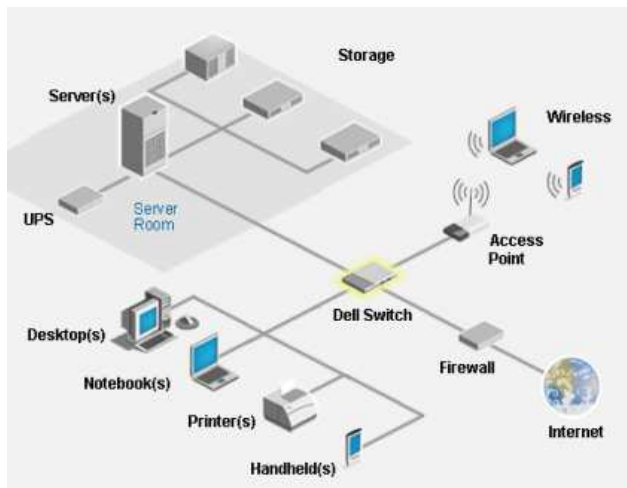 Storage
Server(s)
Wireless
UPS
Server
Room
Access
Point
Dell Switch
Desktop(s)
Firewall
Notebook(s)
Printer(s)
Internet
Handheld(s)